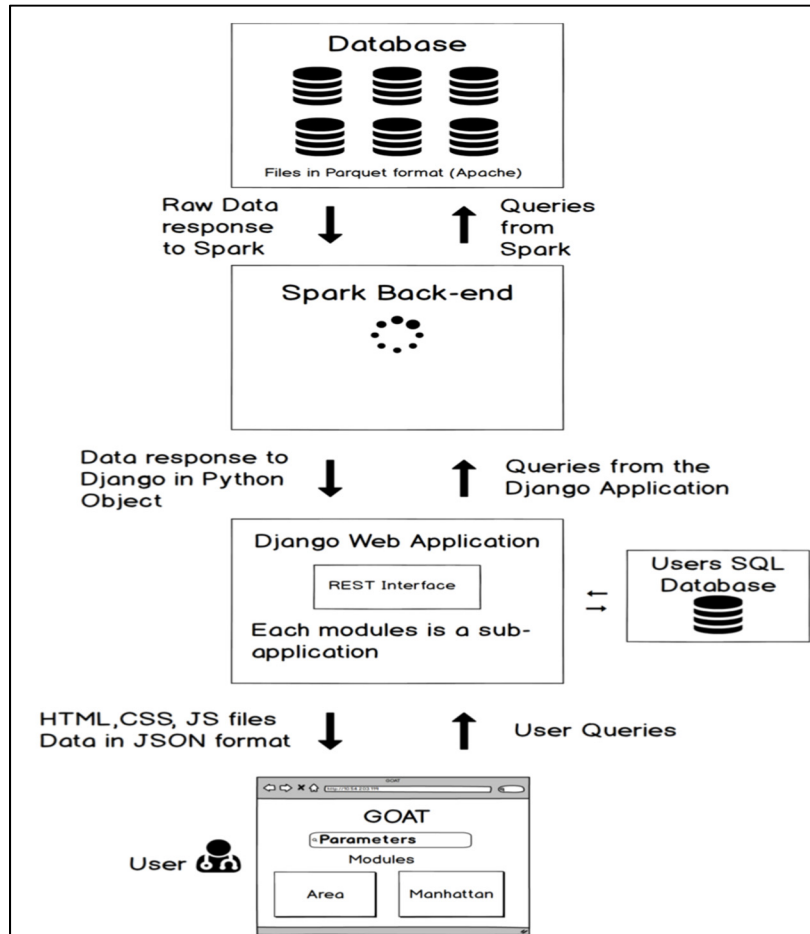 Database
Files in Parquet format (Apache)
Raw Data
response
to Spark
Queries
from
Spark
Spark Back-end
Data response to
Django in Python
Object
Queries from the
Django Application
Django Web Application
REST Interface
Each modules is a sub-
application
Users SQL
Database
HTML,CSS, JS files
Data in JSON format
User Queries
GOAT
GOAT
Parameters
Modules
User
Area
Manhattan